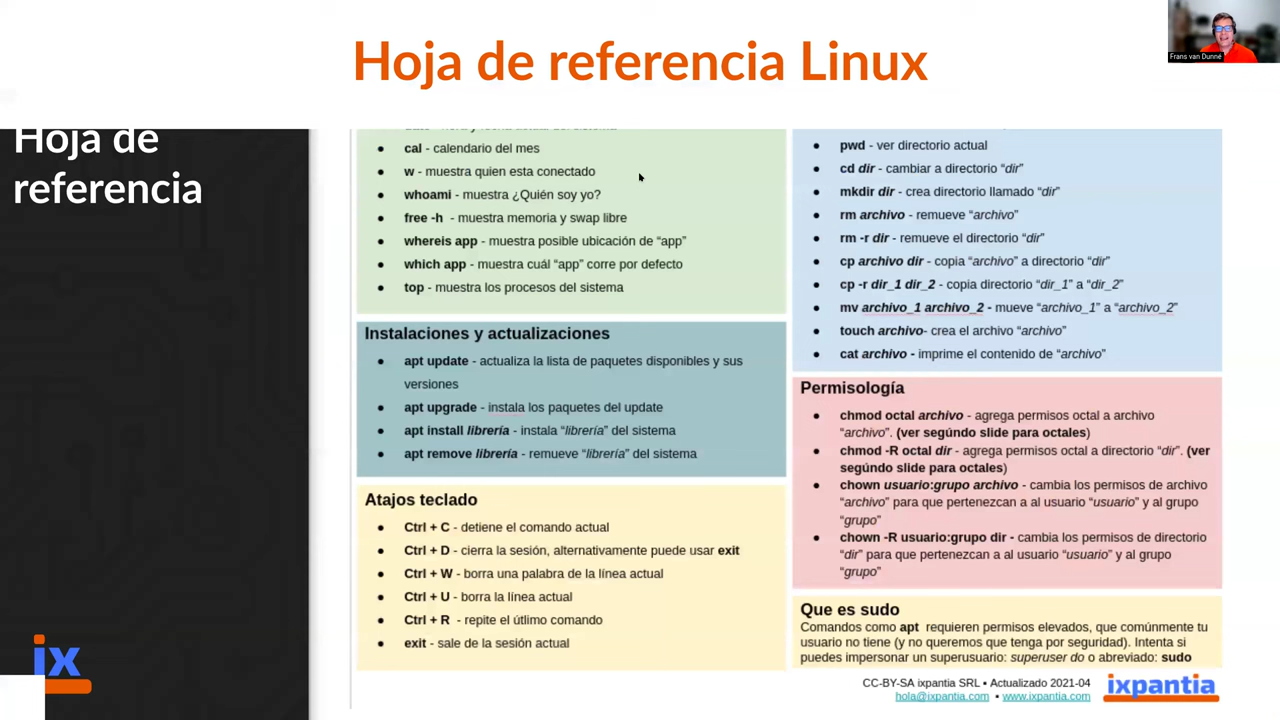 Hoja de referencia Linux
Frans van Dunné
Hoja de
referencia
cal - calendario del mes
w - muestra quien esta conectado
whoami - muestra ¿Quién soy yo?
free -h - muestra memoria y swap libre
whereis app - muestra posible ubicación de “app”
which app - muestra cuál “app” corre por defecto
top - muestra los procesos del sistema
Instalaciones y actualizaciones
apt update - actualiza la lista de paquetes disponibles y sus
versiones
apt upgrade - instala los paquetes del update
apt install librería - instala “librería” del sistema
apt remove librería - remueve “librería” del sistema
Atajos teclado
Ctrl + C - detiene el comando actual
Ctrl + D - cierra la sesión, alternativamente puede usar exit
Ctrl + W - borra una palabra de la línea actual
Ctrl + U - borra la línea actual
Ctrl + R - repite el útlimo comando
exit - sale de la sesión actual
pwd - ver directorio actual
cd dir - cambiar a directorio “dir”
mkdir dir - crea directorio llamado “dir”
rm archivo - remueve “archivo”
rm -r dir - remueve el directorio “dir”
cp archivo dir - copia “archivo” a directorio “dir”
cp -r dir_1 dir_2 - copia directorio “dir_1” a “dir_2”
mv archivo_1 archivo_2 - mueve “archivo_1” a “archivo_2”
touch archivo- crea el archivo “archivo”
cat archivo - imprime el contenido de “archivo”
Permisología
chmod octal archivo - agrega permisos octal a archivo
“archivo”. (ver segúndo slide para octales)
chmod -R octal dir - agrega permisos octal a directorio “dir”. (ver
segúndo slide para octales)
chown usuario:grupo archivo - cambia los permisos de archivo
“archivo” para que pertenezcan a al usuario “usuario” y al grupo
“grupo”
chown -R usuario:grupo dir - cambia los permisos de directorio
“dir” para que pertenezcan a al usuario “usuario” y al grupo
“grupo”
Que es sudo
Comandos como apt requieren permisos elevados, que comúnmente tu
usuario no tiene (y no queremos que tenga por seguridad). Intenta si
puedes impersonar un superusuario: superuser do o abreviado: sudo
CC-BY-SA ixpantia SRL ▪ Actualizado 2021-04
hola@ixpantia.com ▪ www.ixpantia.com
ixpantia
ix